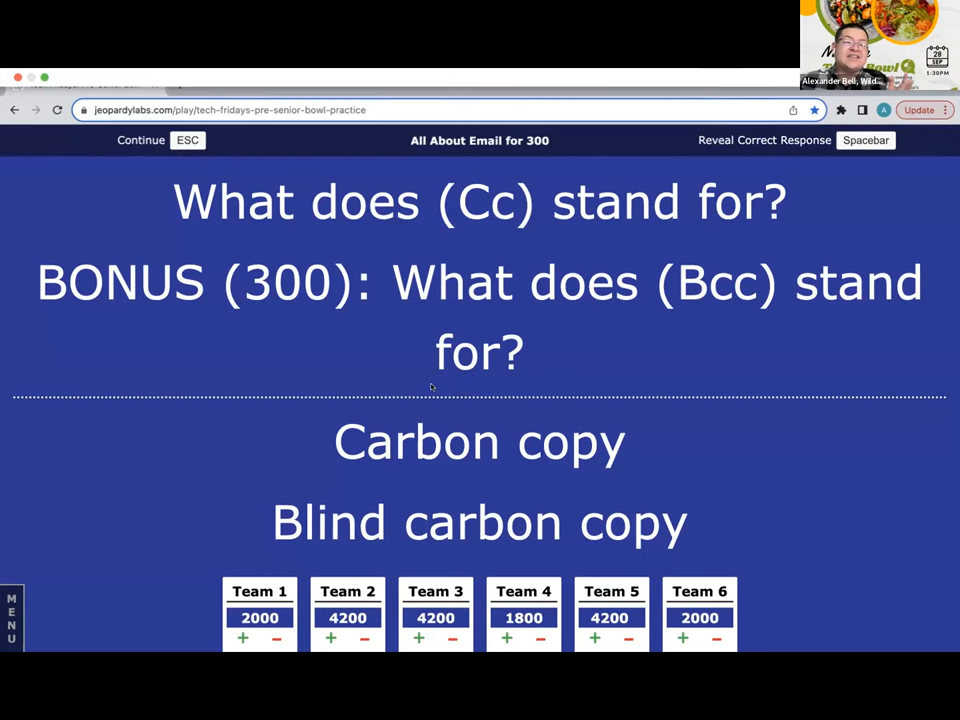 28
SEP
1:30PM
Alexander Bell, Wild...
jeopardylabs.com/play/tech-fridays-pre-senior-bowl-practice
A
Update
Continue ESC
All About Email for 300
Reveal Correct Response Spacebar
What does (Cc) stand for?
BONUS (300): What does (Bcc) stand
for?
Carbon copy
Blind carbon copy
MENU
Team 1 Team 2 Team 3 Team 4 Team 5 Team 6
2000 4200 4200 1800 4200 2000
+ − + − + − + − + − + −